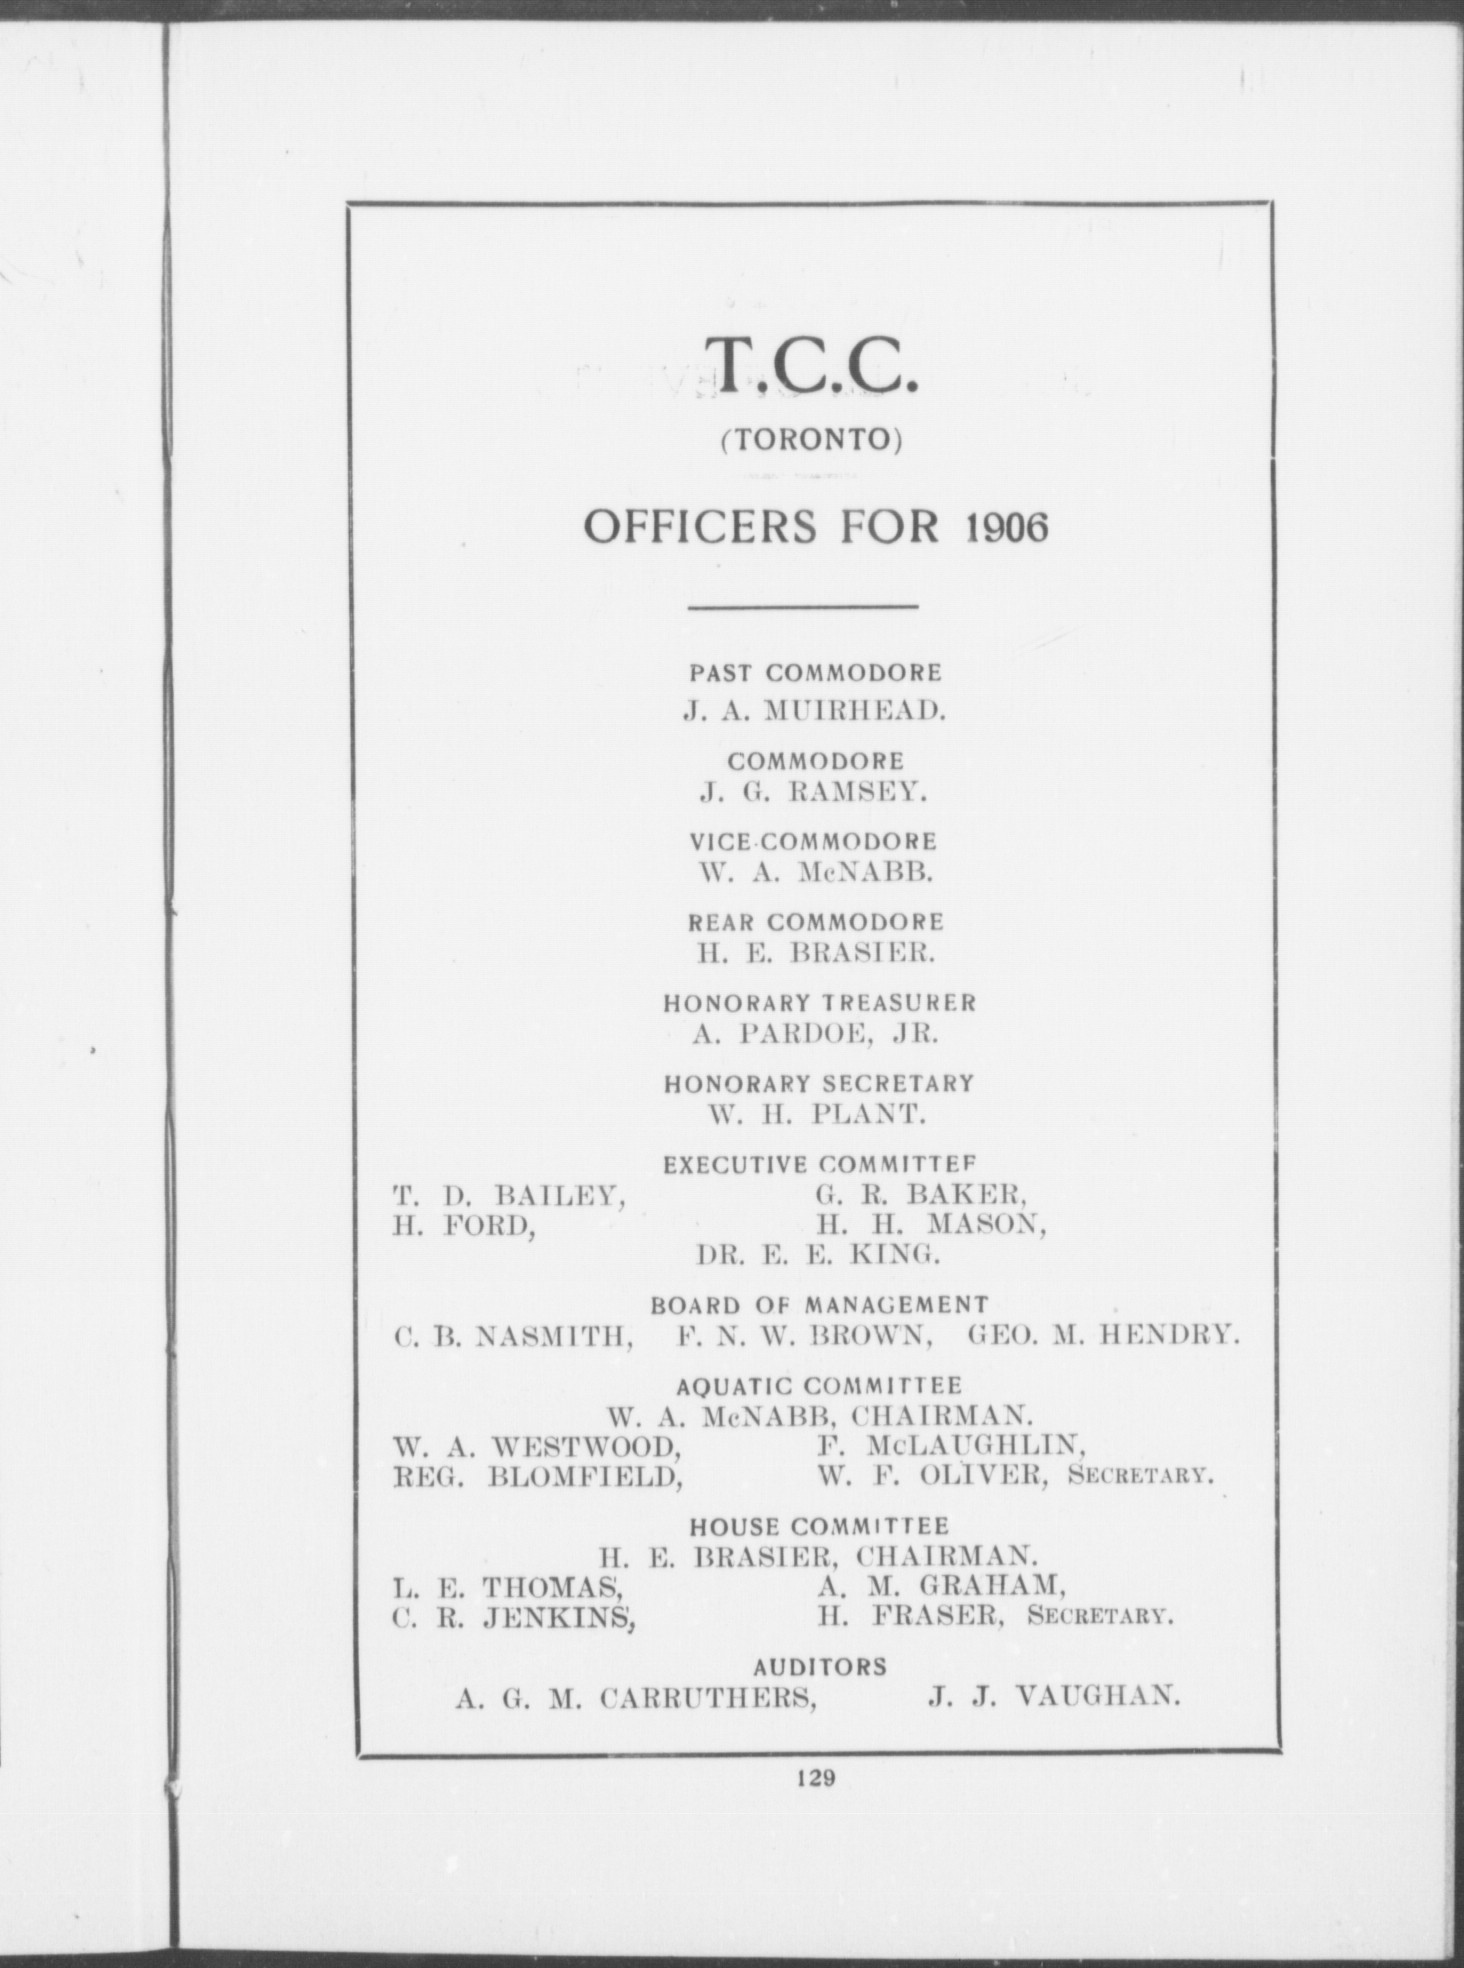 T.C.C.
(TORONTO)
OFFICERS FOR 1906
PAST COMMODORE
J. A. MUIRHEAD.
COMMODORE
J. G. RAMSEY.
VICE-COMMODORE
W. A. McNABB.
REAR COMMODORE
H. E. BRASIER.
HONORARY TREASURER
A. PARDOE, JR.
HONORARY SECRETARY
W. H. PLANT.
EXECUTIVE COMMITTEE
T. D. BAILEY, G. R. BAKER,
H. FORD, H. H. MASON,
DR. E. E. KING.
BOARD OF MANAGEMENT
C. B. NASMITH, F. N. W. BROWN, GEO. M. HENDRY.
AQUATIC COMMITTEE
W. A. McNABB, CHAIRMAN.
W. A. WESTWOOD, F. McLAUGHLIN,
REG. BLOMFIELD, W. F. OLIVER, SECRETARY.
HOUSE COMMITTEE
H. E. BRASIER, CHAIRMAN.
L. E. THOMAS, A. M. GRAHAM,
C. R. JENKINS, H. FRASER, SECRETARY.
AUDITORS
A. G. M. CARRUTHERS, J. J. VAUGHAN.
129